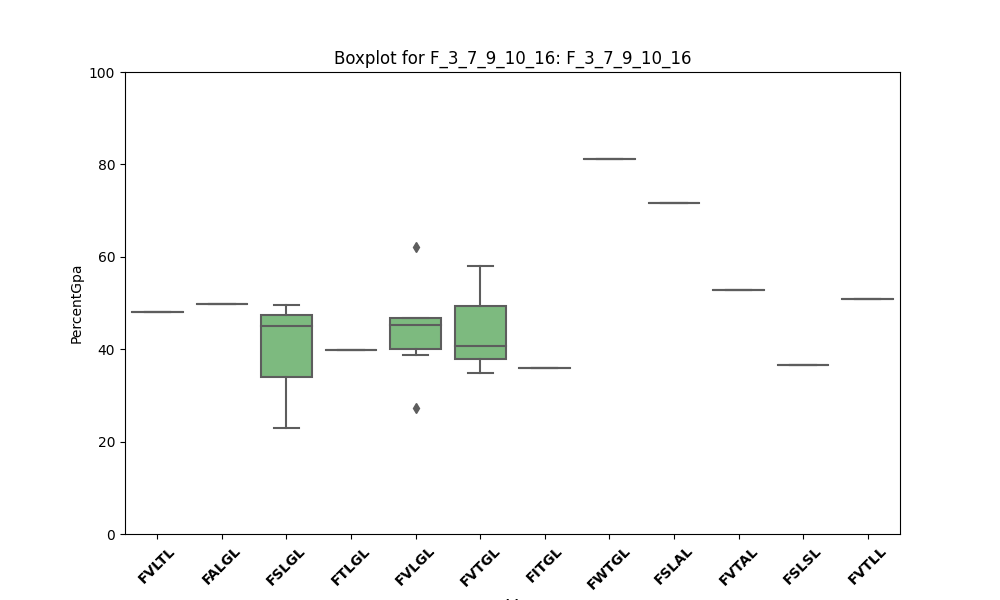 Boxplot for F_3_7_9_10_16: F_3_7_9_10_16
100
80
60
40
20
0
PercentGpa
FVLTL
FALGL
FSLGL
FTLGL
FVLGL
FVTGL
FITGL
FWTGL
FSLAL
FVTAL
FSLSL
FVTLL